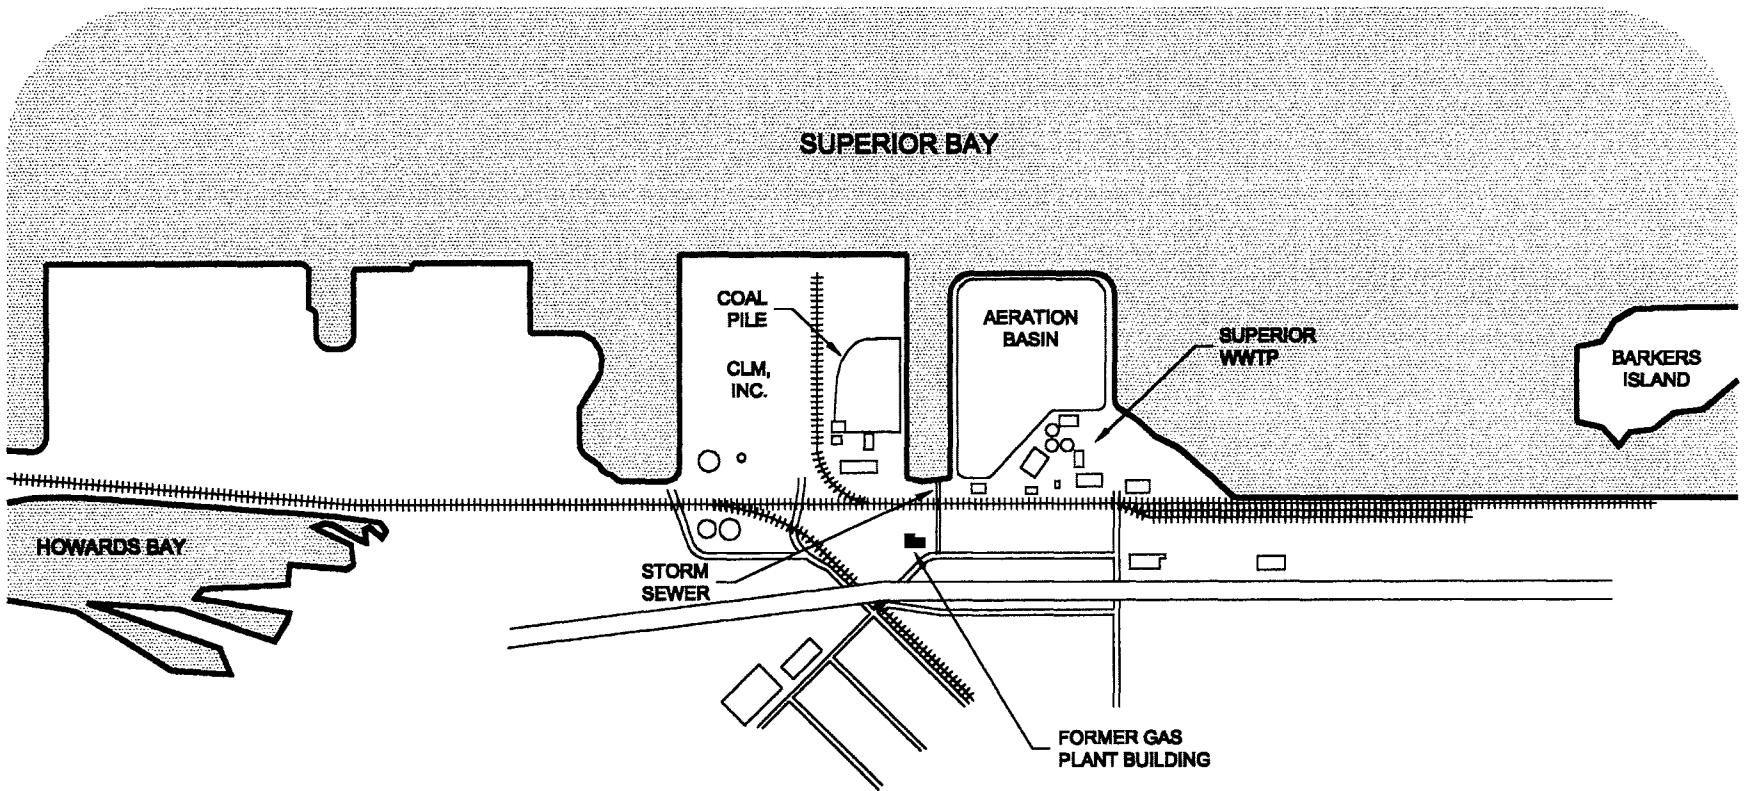 SUPERIOR BAY
COAL
PILE
CLM,
INC.
AERATION
BASIN
SUPERIOR
WWTP
BARKERS
ISLAND
HOWARDS BAY
STORM
SEWER
FORMER GAS
PLANT BUILDING